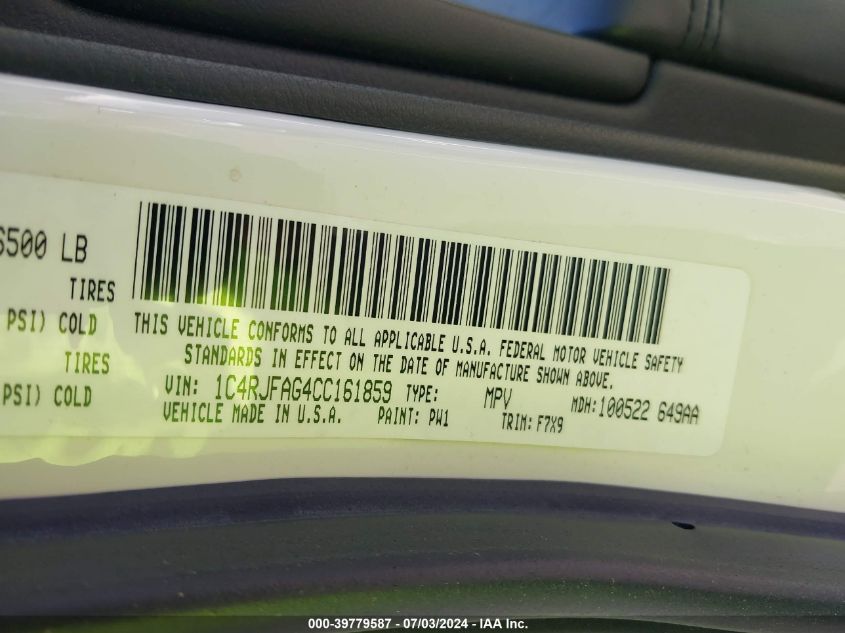 6500 LB
TIRES
PSI) COLD
TIRES
PSI) COLD
THIS VEHICLE CONFORMS TO ALL APPLICABLE U.S.A. FEDERAL MOTOR VEHICLE SAFETY
STANDARDS IN EFFECT ON THE DATE OF MANUFACTURE SHOWN ABOVE.
VIN: 1C4RJFAG4CC161859 TYPE: MPV MDH:100522 649AA
VEHICLE MADE IN U.S.A. PAINT: PW1 TRIM: F7X9
000-39779587 - 07/03/2024 - IAA Inc.